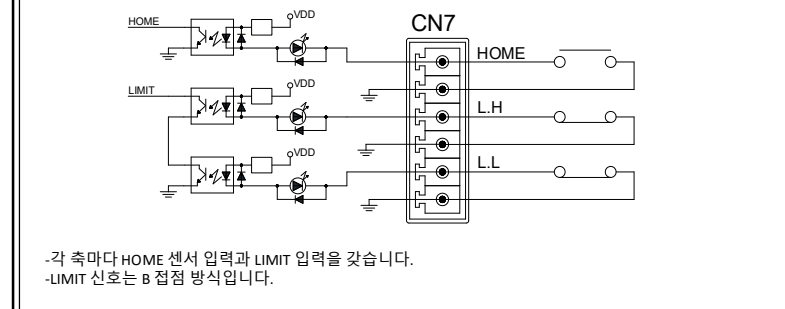 HOME
VDD
CN7
HOME
LIMIT
VDD
L.H
VDD
L.L
-각 축마다 HOME 센서 입력과 LIMIT 입력을 갖습니다.
-LIMIT 신호는 B 접점 방식입니다.